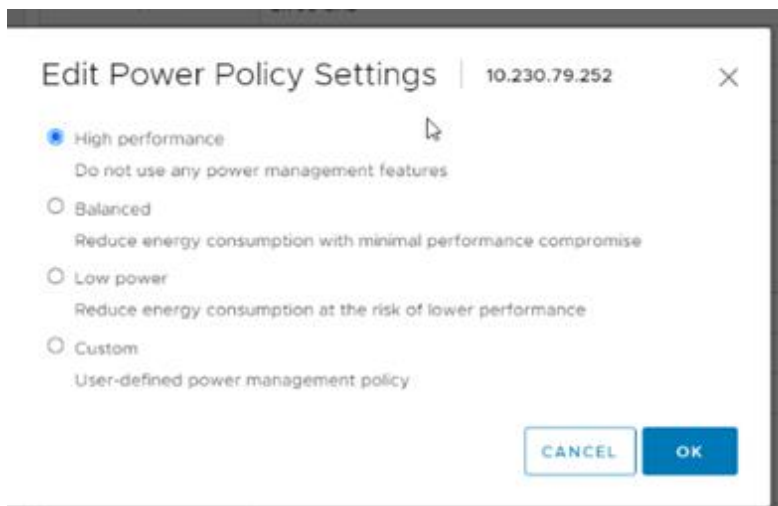 Edit Power Policy Settings 10.230.79.252
High performance
Do not use any power management features
Balanced
Reduce energy consumption with minimal performance compromise
Low power
Reduce energy consumption at the risk of lower performance
Custom
User-defined power management policy
CANCEL OK